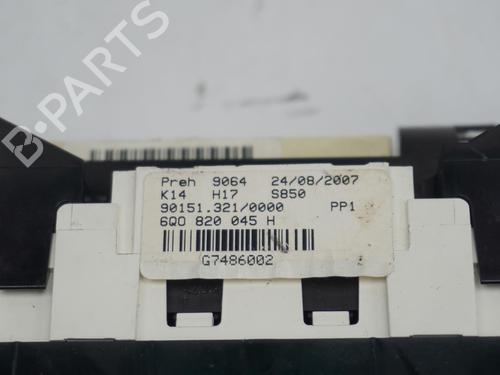 B-PARTS
Preh 9064 24/08/2007
K14 H17 S850
90151.321/0000 PP1
6Q0 820 045 H
G7486002